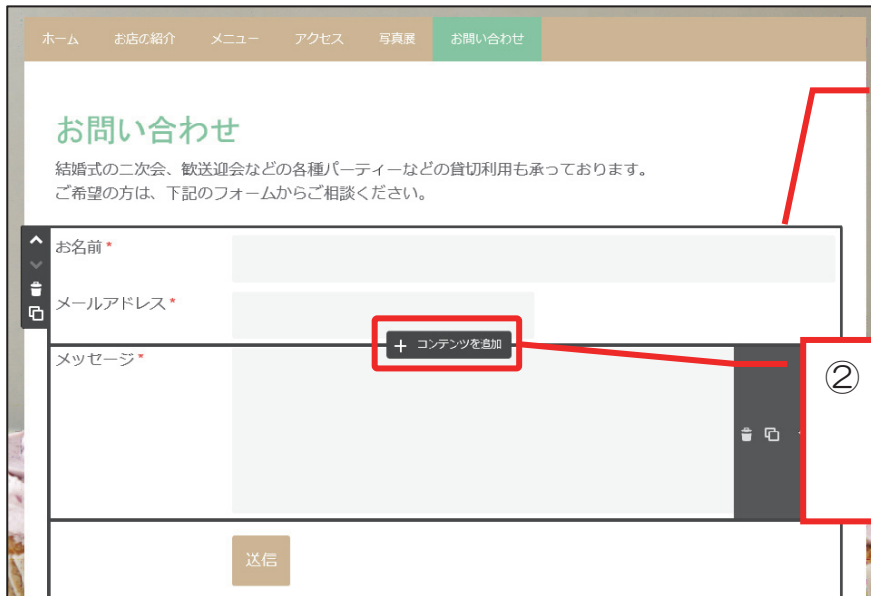 ホーム お店の紹介 メニュー アクセス 写真展 お問い合わせ
お問い合わせ
結婚式の二次会、歓送迎会などの各種パーティーなどの貸切利用も承っております。
ご希望の方は、下記のフォームからご相談ください。
お名前 *
メールアドレス *
+ コンテンツを追加
メッセージ *
②
送信